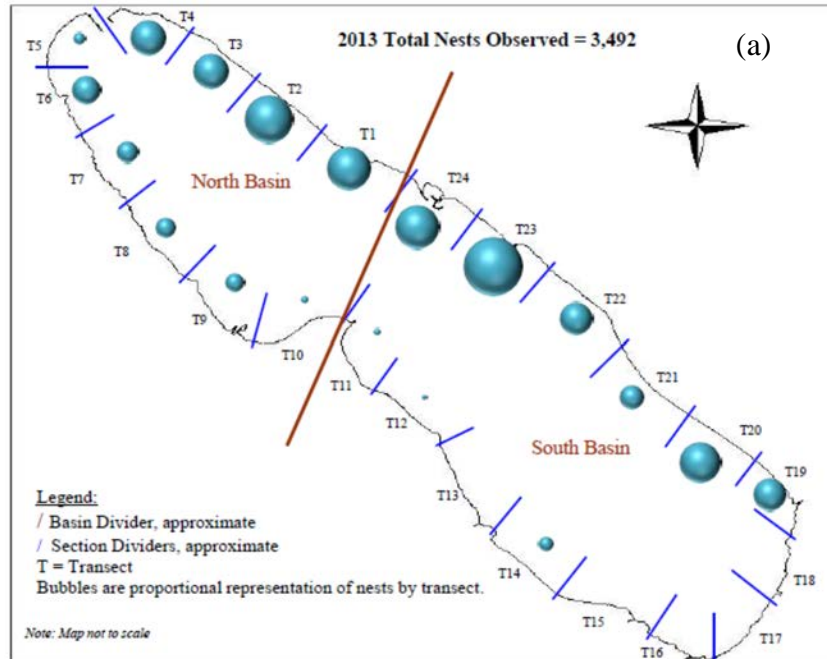 2013 Total Nests Observed = 3,492
(a)
T4
T5
T3
T6
T2
T1
T7
North Basin
T24
T23
T8
T9
T22
T10
T11
T21
T12
T20
South Basin
T19
T13
T14
T18
T15
T17
T16
Legend:
/ Basin Divider, approximate
/ Section Dividers, approximate
T = Transect
Bubbles are proportional representation of nests by transect.
Note: Map not to scale